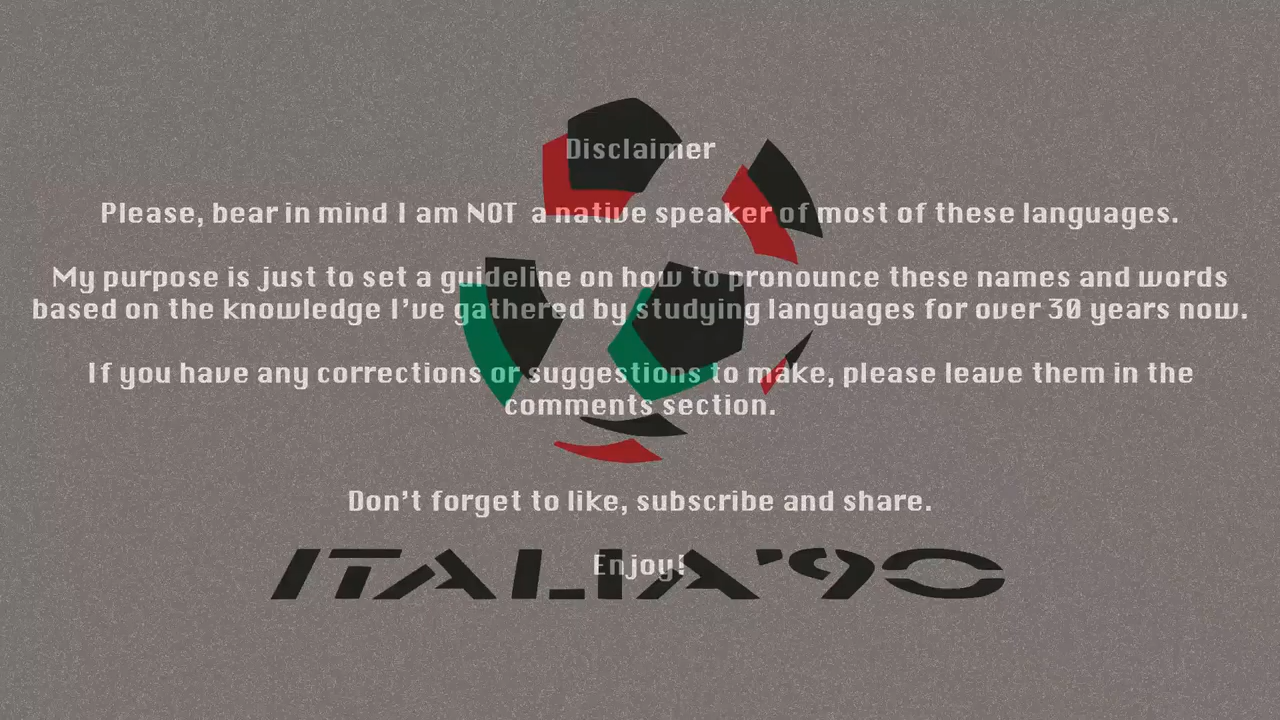 Disclaimer
Please, bear in mind I am NOT a native speaker of most of these languages.
My purpose is just to set a guideline on how to pronounce these names and words
based on the knowledge I've gathered by studying languages for over 30 years now.
If you have any corrections or suggestions to make, please leave them in the
comments section.
Don't forget to like, subscribe and share.
Enjoy!
ITALIA'90